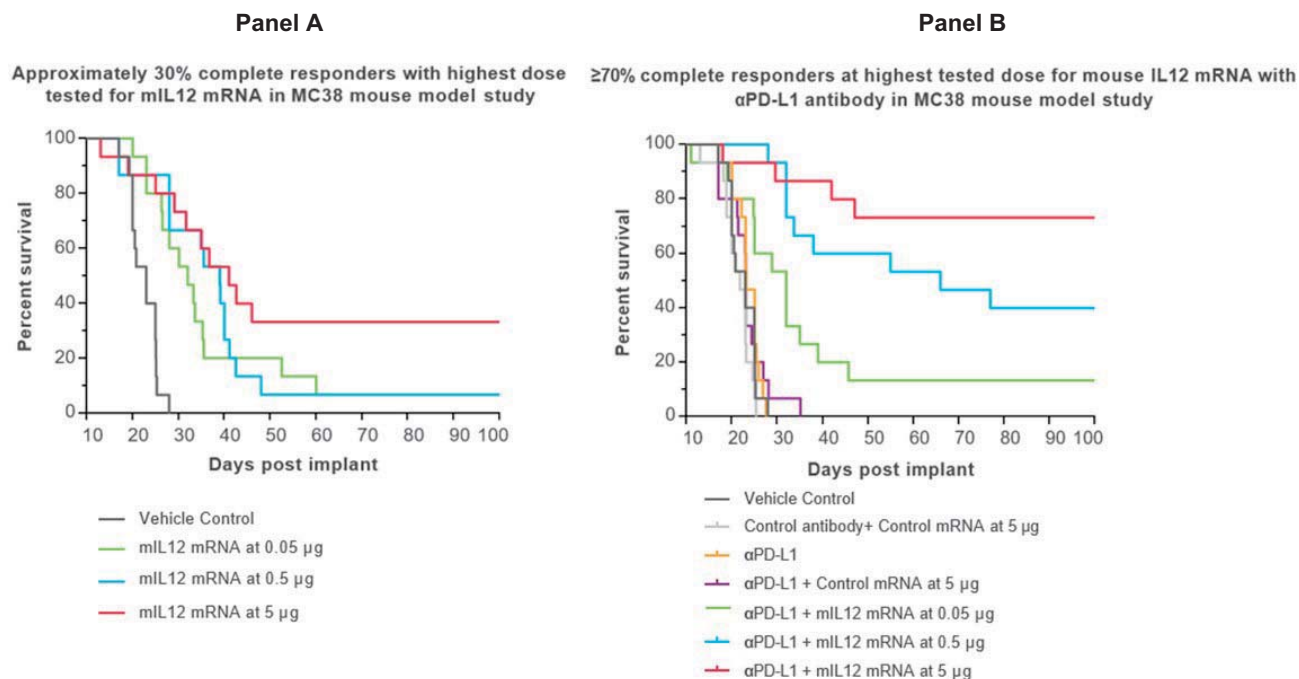 Panel A
Approximately 30% complete responders with highest dose
tested for mIL12 mRNA in MC38 mouse model study
Percent survival
100
80
60
40
20
0
10 20 30 40 50 60 70 80 90 100
Days post implant
Vehicle Control
mIL12 mRNA at 0.05 µg
mIL12 mRNA at 0.5 µg
mIL12 mRNA at 5 µg
Panel B
≥70% complete responders at highest tested dose for mouse IL12 mRNA with
αPD-L1 antibody in MC38 mouse model study
Percent survival
100
80
60
40
20
0
10 20 30 40 50 60 70 80 90 100
Days post implant
Vehicle Control
Control antibody+ Control mRNA at 5 µg
αPD-L1
αPD-L1 + Control mRNA at 5 µg
αPD-L1 + mIL12 mRNA at 0.05 µg
αPD-L1 + mIL12 mRNA at 0.5 µg
αPD-L1 + mIL12 mRNA at 5 µg